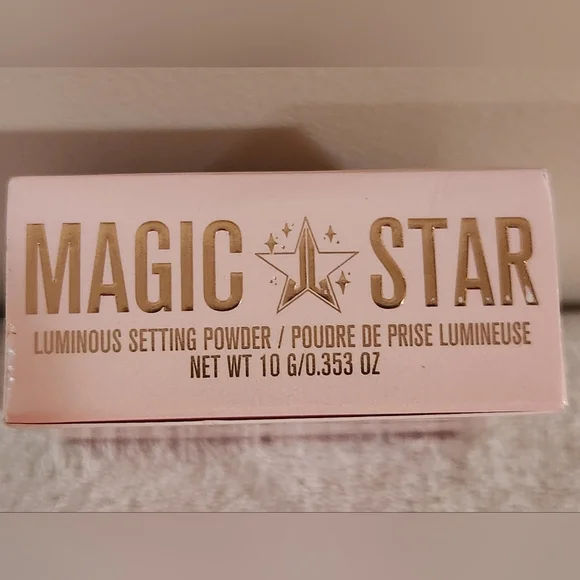 MAGIC STAR
LUMINOUS SETTING POWDER / POUDRE DE PRISE LUMINEUSE
NET WT 10 G/0.353 OZ